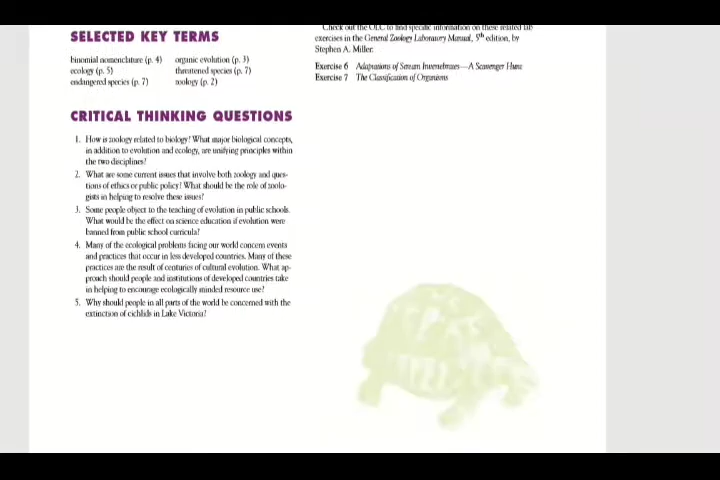 SELECTED KEY TERMS
binomial nomenclature (p. 4)
ecology (p. 5)
endangered species (p. 7)
organic evolution (p. 3)
threatened species (p. 7)
zoology (p. 2)
CRITICAL THINKING QUESTIONS
1. How is zoology related to biology? What major biological concepts,
in addition to evolution and ecology, are unifying principles within
the two disciplines?
2. What are some current issues that involve both zoology and ques-
tions of ethics or public policy? What should be the role of zoolo-
gists in helping to resolve these issues?
3. Some people object to the teaching of evolution in public schools.
What would be the effect on science education if evolution were
banned from public school curricula?
4. Many of the ecological problems facing our world concern events
and practices that occur in less developed countries. Many of these
practices are the result of centuries of cultural evolution. What ap-
proach should people and institutions of developed countries take
in helping to encourage ecologically minded resource use?
5. Why should people in all parts of the world be concerned with the
extinction of cichlids in Lake Victoria?
Check out the OLC to find specific information on these related lab
exercises in the General Zoology Laboratory Manual, 5th edition, by
Stephen A. Miller:
Exercise 6 Adaptations of Stream Invertebrates—A Scavenger Hunt
Exercise 7 The Classification of Organisms